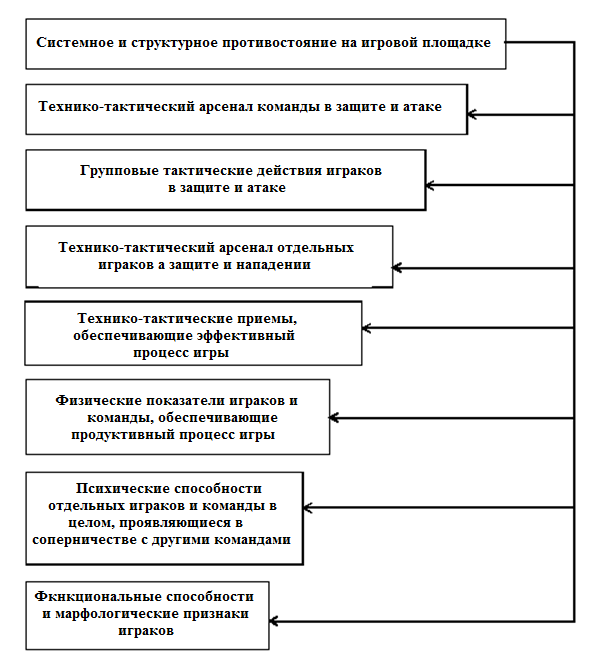 Системное и структурное противостояние на игровой площадке
Технико-тактический арсенал команды в защите и атаке
Групповые тактические действия играков
в защите и атаке
Технико-тактический арсенал отдельных
играков а защите и нападении
Технико-тактические приемы,
обеспечивающие эффективный
процесс игры
Физические показатели играков и
команды, обеспечивающие
продуктивный процесс игры
Психические способности
отдельных играков и команды в
целом, проявляющиеся в
соперничестве с другими командами
Фкнкциональные способности
и марфологические признаки
играков